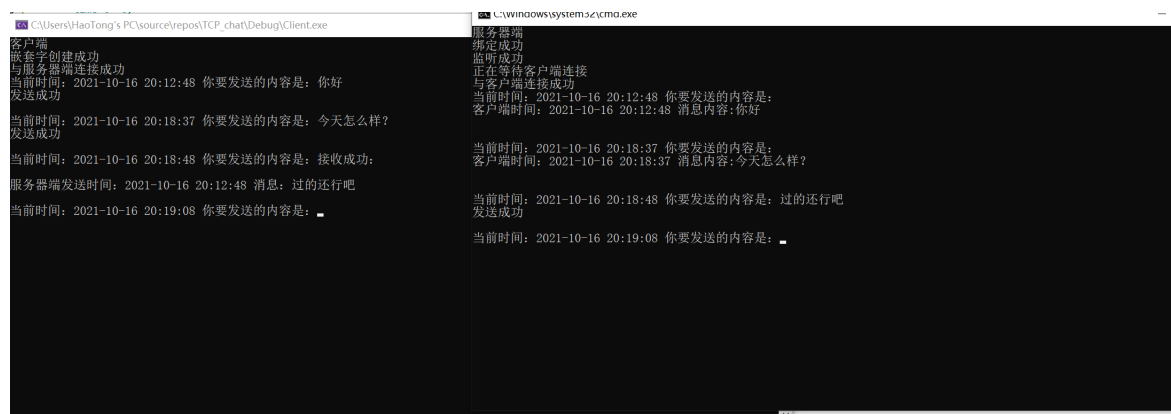 C:\Users\HaoTong's PC\source\repos\TCP_chat\Debug\Client.exe
客户端
嵌套字创建成功
与服务器端连接成功
当前时间：2021-10-16 20:12:48 你要发送的内容是：你好
发送成功
当前时间：2021-10-16 20:18:37 你要发送的内容是：今天怎么样？
发送成功
当前时间：2021-10-16 20:18:48 你要发送的内容是：接收成功：
服务器端发送时间：2021-10-16 20:12:48 消息：过的还行吧
当前时间：2021-10-16 20:19:08 你要发送的内容是：
C:\Windows\system32\cmd.exe
服务器端
绑定成功
监听成功
正在等待客户端连接
与客户端连接成功
当前时间：2021-10-16 20:12:48 你要发送的内容是：
客户端时间：2021-10-16 20:12:48 消息内容:你好
当前时间：2021-10-16 20:18:37 你要发送的内容是：
客户端时间：2021-10-16 20:18:37 消息内容:今天怎么样？
当前时间：2021-10-16 20:18:48 你要发送的内容是：过的还行吧
发送成功
当前时间：2021-10-16 20:19:08 你要发送的内容是：